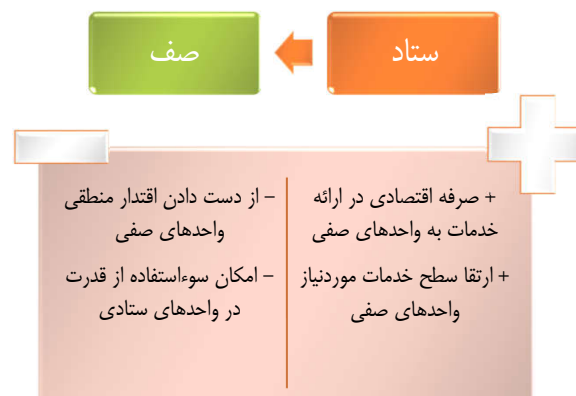 ستاد
صف
+ صرفه اقتصادی در ارائه
خدمات به واحدهای صفی
+ ارتقا سطح خدمات موردنیاز
واحدهای صفی
– از دست دادن اقتدار منطقی
واحدهای صفی
– امکان سوءاستفاده از قدرت
در واحدهای ستادی